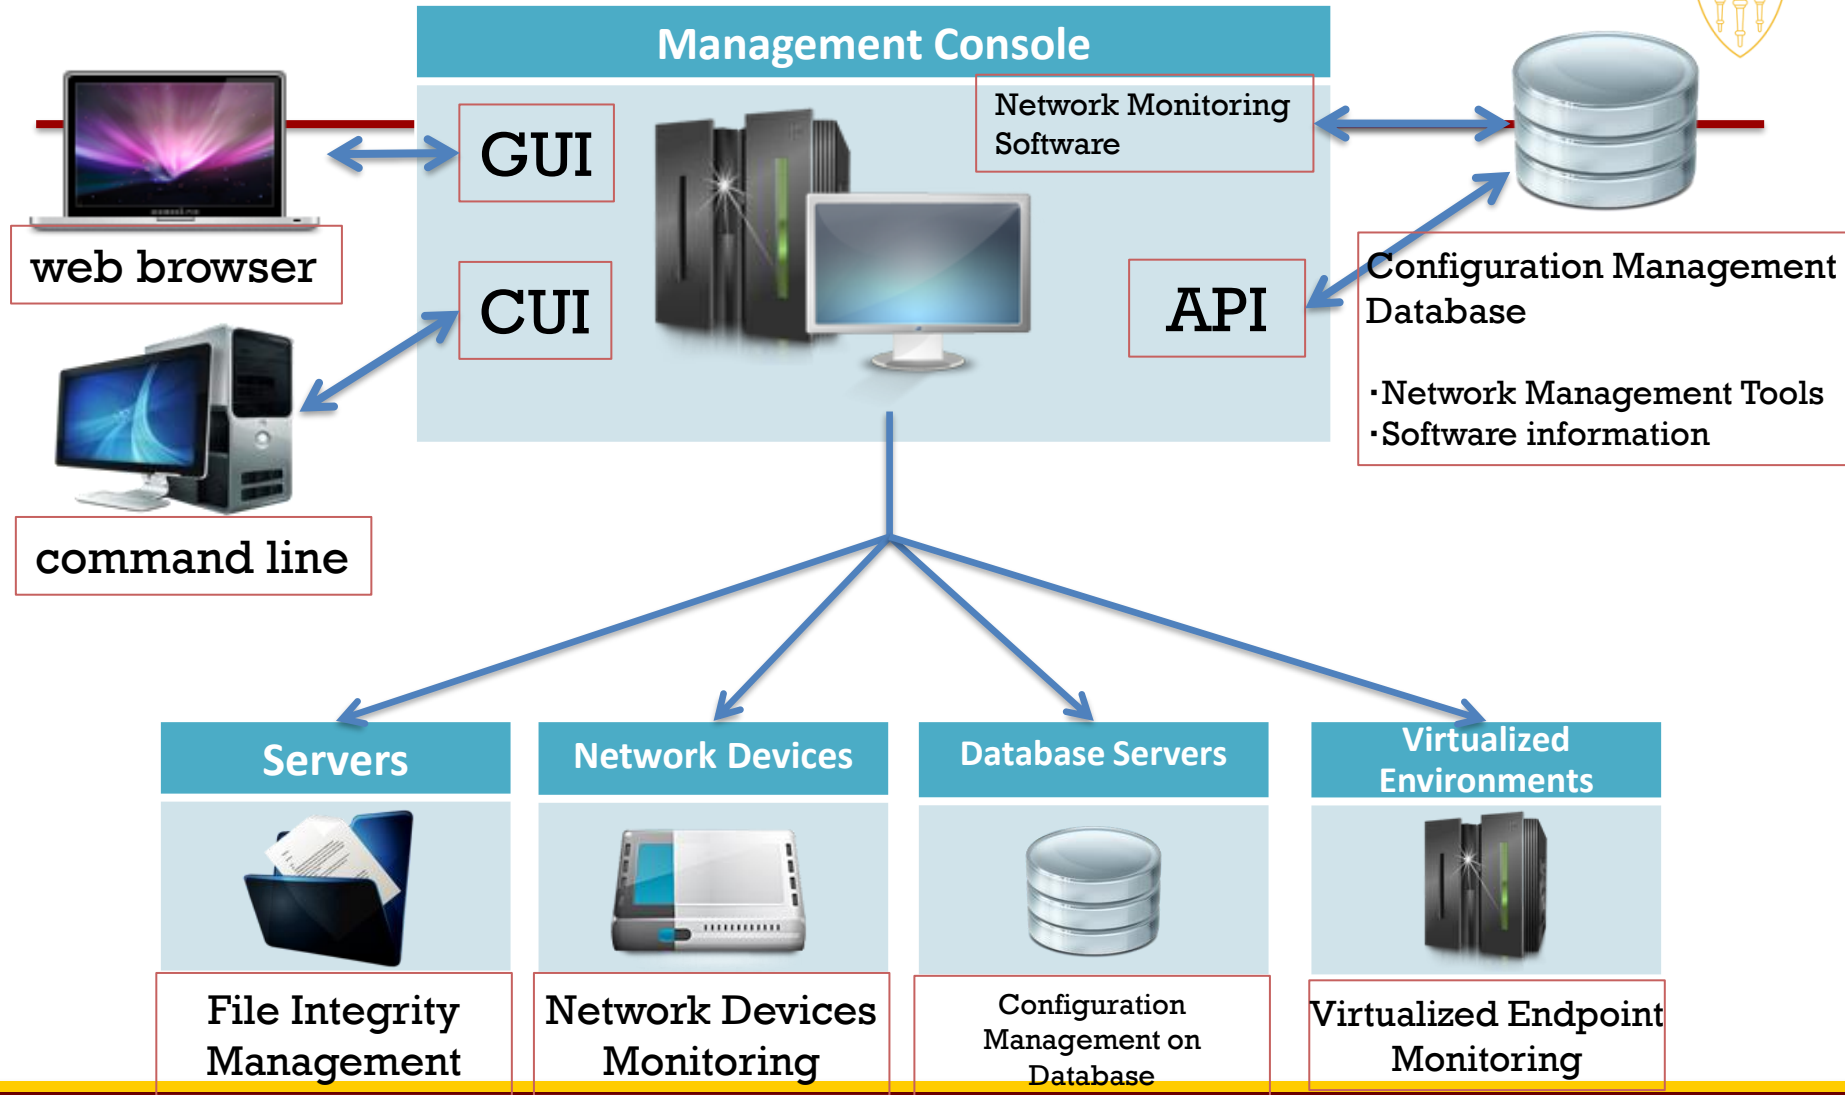 Management Console
Network Monitoring
Software
GUI
web browser
CUI
API
Configuration Management
Database
·Network Management Tools
·Software information
command line
Servers
Network Devices
Database Servers
Virtualized
Environments
File Integrity
Management
Network Devices
Monitoring
Configuration
Management on
Database
Virtualized Endpoint
Monitoring